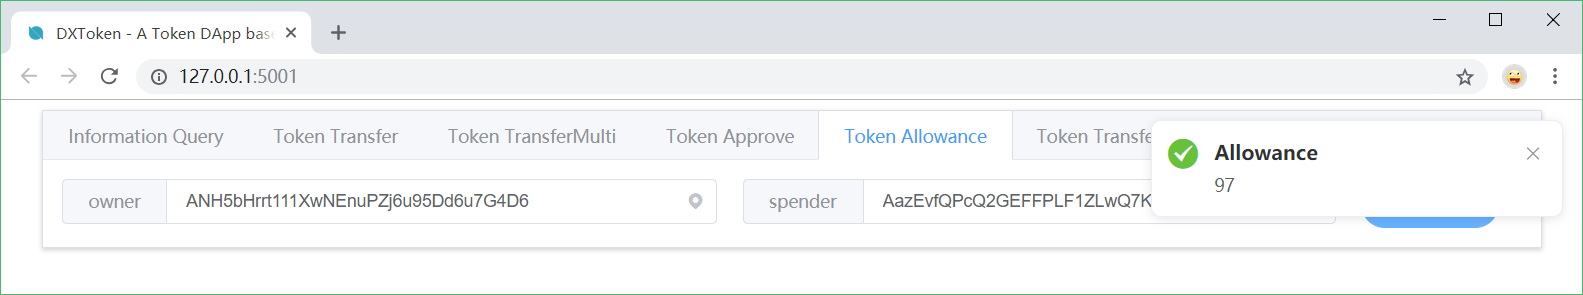 DXToken - A Token DApp base
127.0.0.1:5001
Information Query Token Transfer Token TransferMulti Token Approve Token Allowance Token Transfe
Allowance
97
owner ANH5bHrrt111XwNEnuPZj6u95Dd6u7G4D6 spender AazEvfQPcQ2GEFFPLF1ZLwQ7K